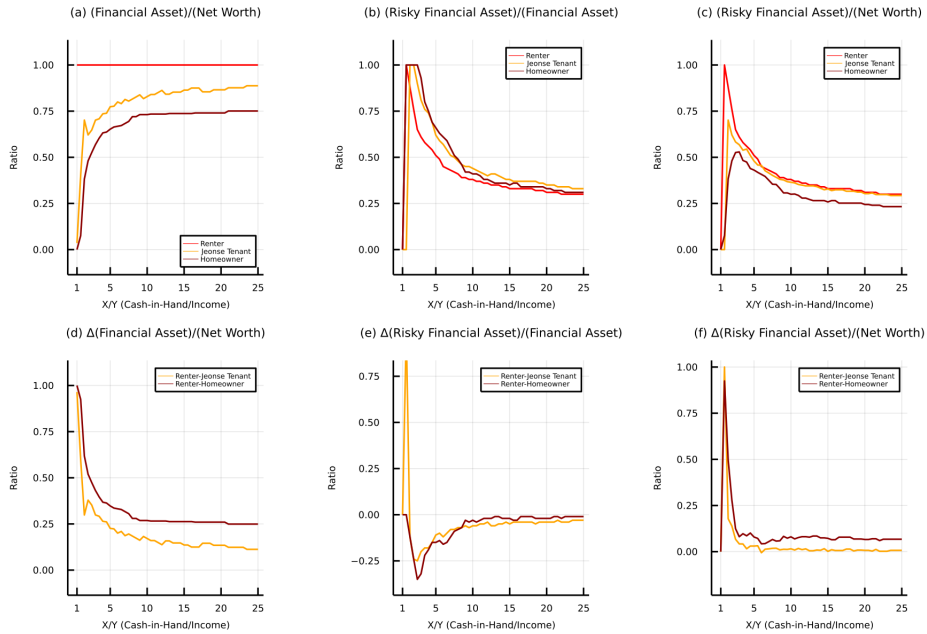 (a) (Financial Asset)/(Net Worth)
Ratio
1.00
0.75
0.50
0.25
0.00
Renter
Jeonse Tenant
Homeowner
1 5 10 15 20 25
X/Y (Cash-in-Hand/Income)
(b) (Risky Financial Asset)/(Financial Asset)
Ratio
1.00
0.75
0.50
0.25
0.00
Renter
Jeonse Tenant
Homeowner
1 5 10 15 20 25
X/Y (Cash-in-Hand/Income)
(c) (Risky Financial Asset)/(Net Worth)
Ratio
1.00
0.75
0.50
0.25
0.00
Renter
Jeonse Tenant
Homeowner
1 5 10 15 20 25
X/Y (Cash-in-Hand/Income)
(d) Δ(Financial Asset)/(Net Worth)
Ratio
1.00
0.75
0.50
0.25
0.00
Renter-Jeonse Tenant
Renter-Homeowner
1 5 10 15 20 25
X/Y (Cash-in-Hand/Income)
(e) Δ(Risky Financial Asset)/(Financial Asset)
Ratio
0.75
0.50
0.25
0.00
−0.25
Renter-Jeonse Tenant
Renter-Homeowner
1 5 10 15 20 25
X/Y (Cash-in-Hand/Income)
(f) Δ(Risky Financial Asset)/(Net Worth)
Ratio
1.00
0.75
0.50
0.25
0.00
Renter-Jeonse Tenant
Renter-Homeowner
1 5 10 15 20 25
X/Y (Cash-in-Hand/Income)